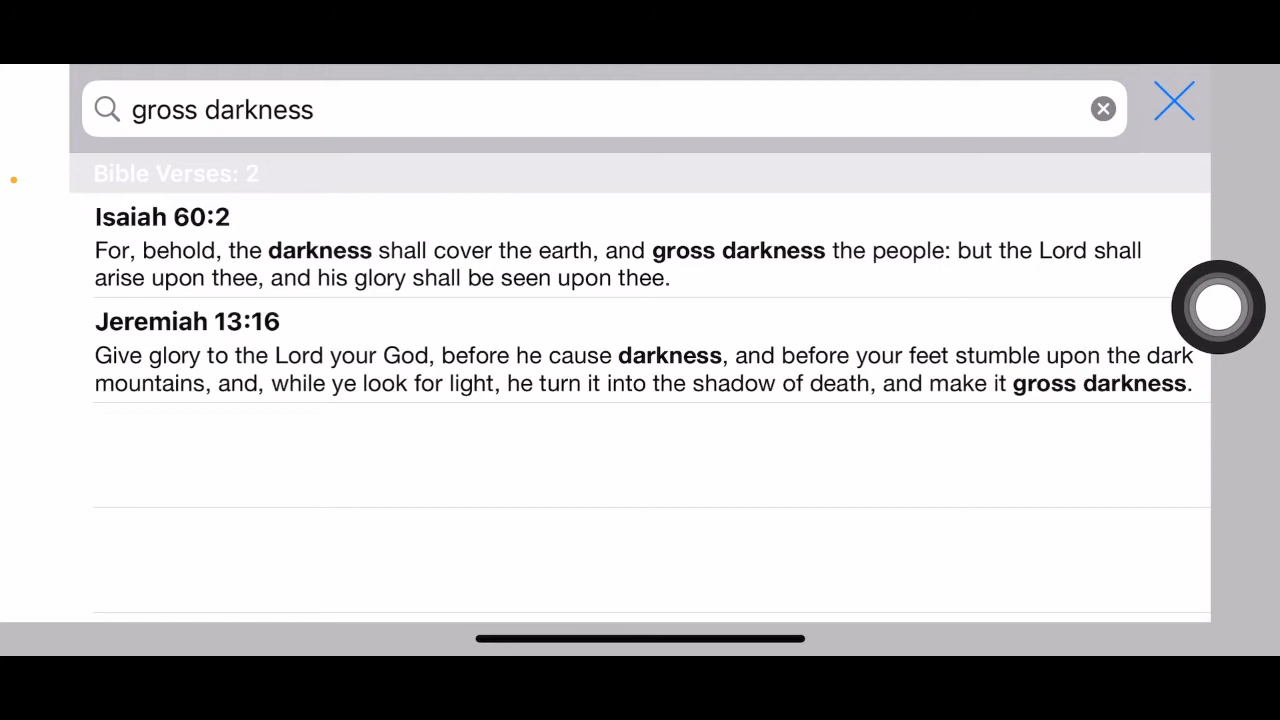 gross darkness
Bible Verses: 2
Isaiah 60:2
For, behold, the darkness shall cover the earth, and gross darkness the people: but the Lord shall
arise upon thee, and his glory shall be seen upon thee.
Jeremiah 13:16
Give glory to the Lord your God, before he cause darkness, and before your feet stumble upon the dark
mountains, and, while ye look for light, he turn it into the shadow of death, and make it gross darkness.